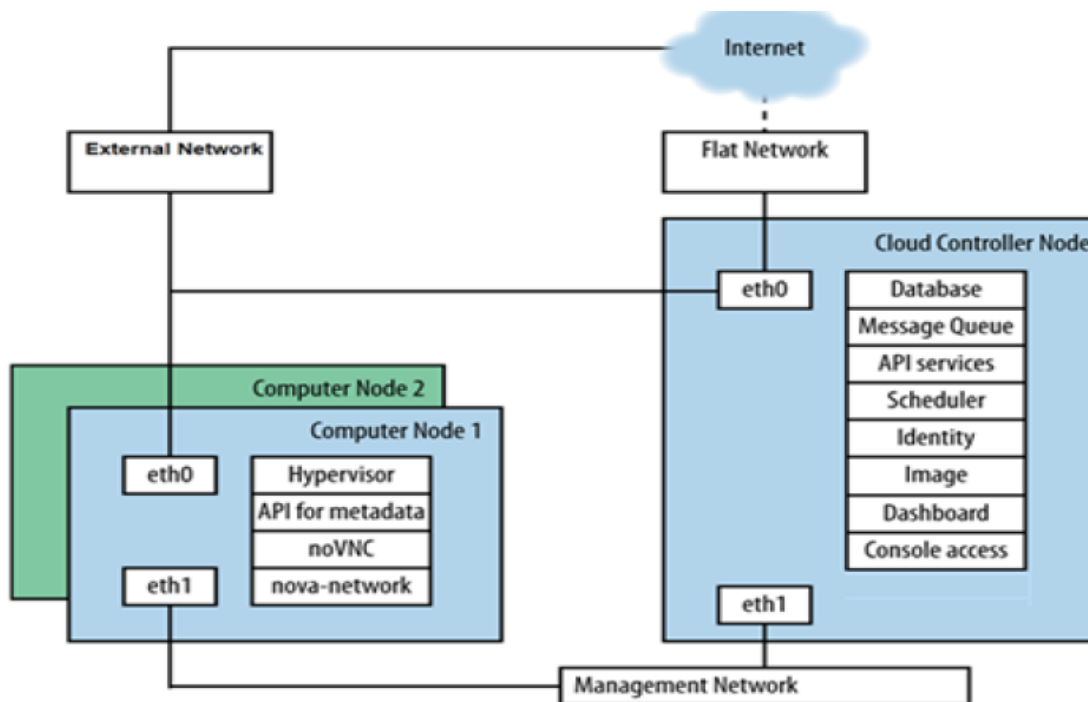 Internet
External Network
Flat Network
Cloud Controller Node
eth0
Database
Message Queue
API services
Scheduler
Identity
Image
Dashboard
Console access
eth1
Computer Node 2
Computer Node 1
eth0
Hypervisor
API for metadata
noVNC
nova-network
eth1
Management Network